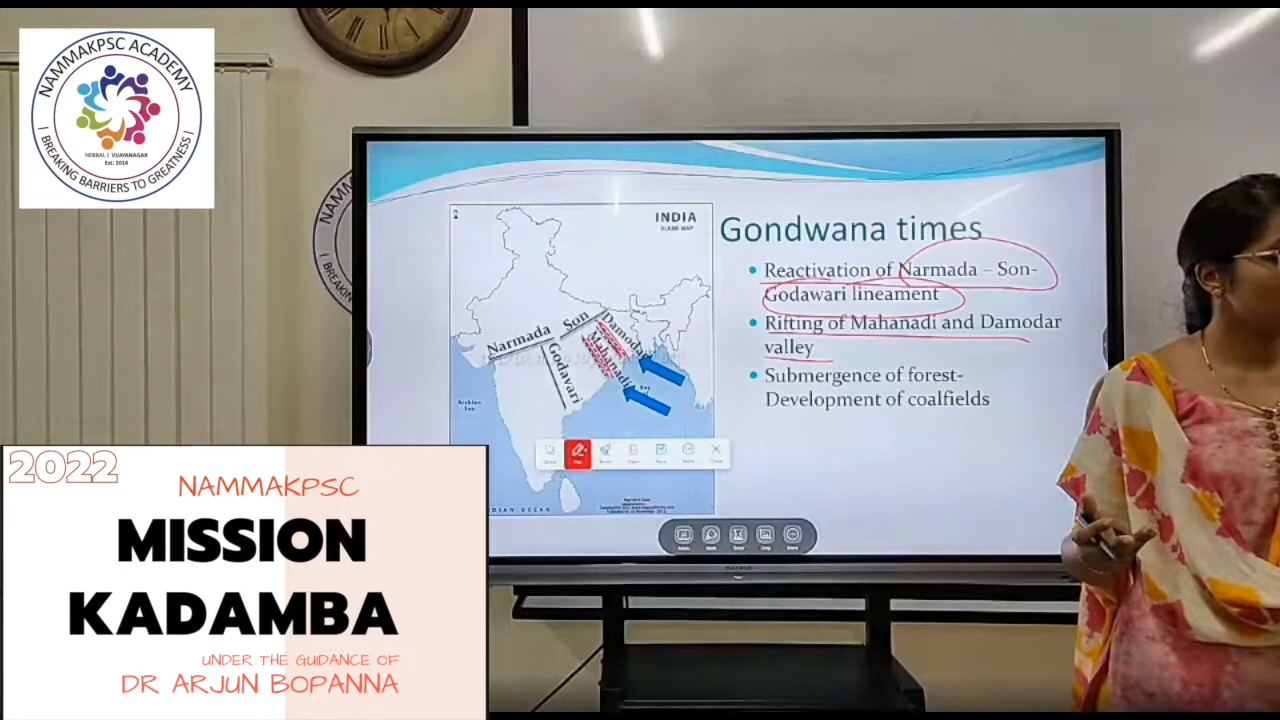 NAMMAKPSC ACADEMY
HEBBAL | VIJAYANAGAR
Est: 2014
| BREAKING BARRIERS TO GREATNESS |
NAMM
INDIA
Gondwana times
• Reactivation of Narmada – Son-
Godawari lineament
• Rifting of Mahanadi and Damodar
valley
• Submergence of forest-
Development of coalfields
Narmada
Son
Damodar
Mahanadi
Godavari
Arabian
Sea
Bay
INDIAN OCEAN
2022
NAMMAKPSC
MISSION
KADAMBA
UNDER THE GUIDANCE OF
DR ARJUN BOPANNA